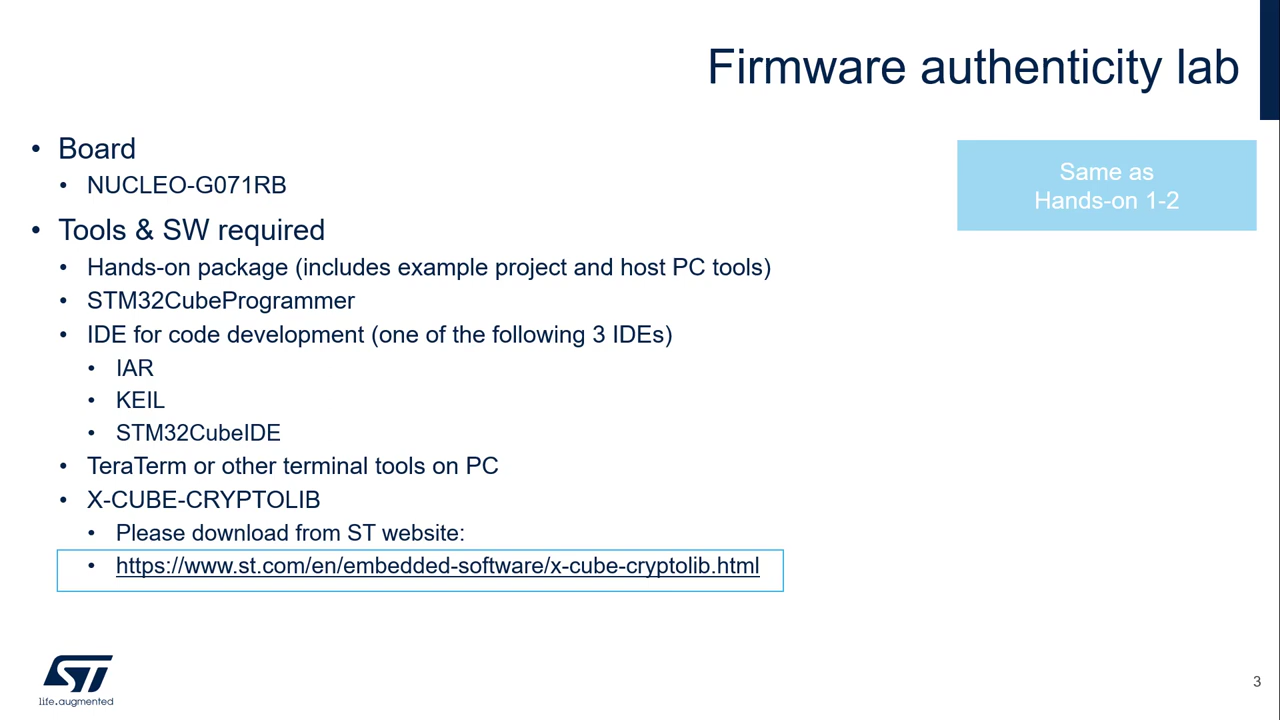 Firmware authenticity lab
• Board
• NUCLEO-G071RB
• Tools & SW required
• Hands-on package (includes example project and host PC tools)
• STM32CubeProgrammer
• IDE for code development (one of the following 3 IDEs)
• IAR
• KEIL
• STM32CubeIDE
• TeraTerm or other terminal tools on PC
• X-CUBE-CRYPTOLIB
• Please download from ST website:
• https://www.st.com/en/embedded-software/x-cube-cryptolib.html
Same as
Hands-on 1-2
ST
life.augmented
3